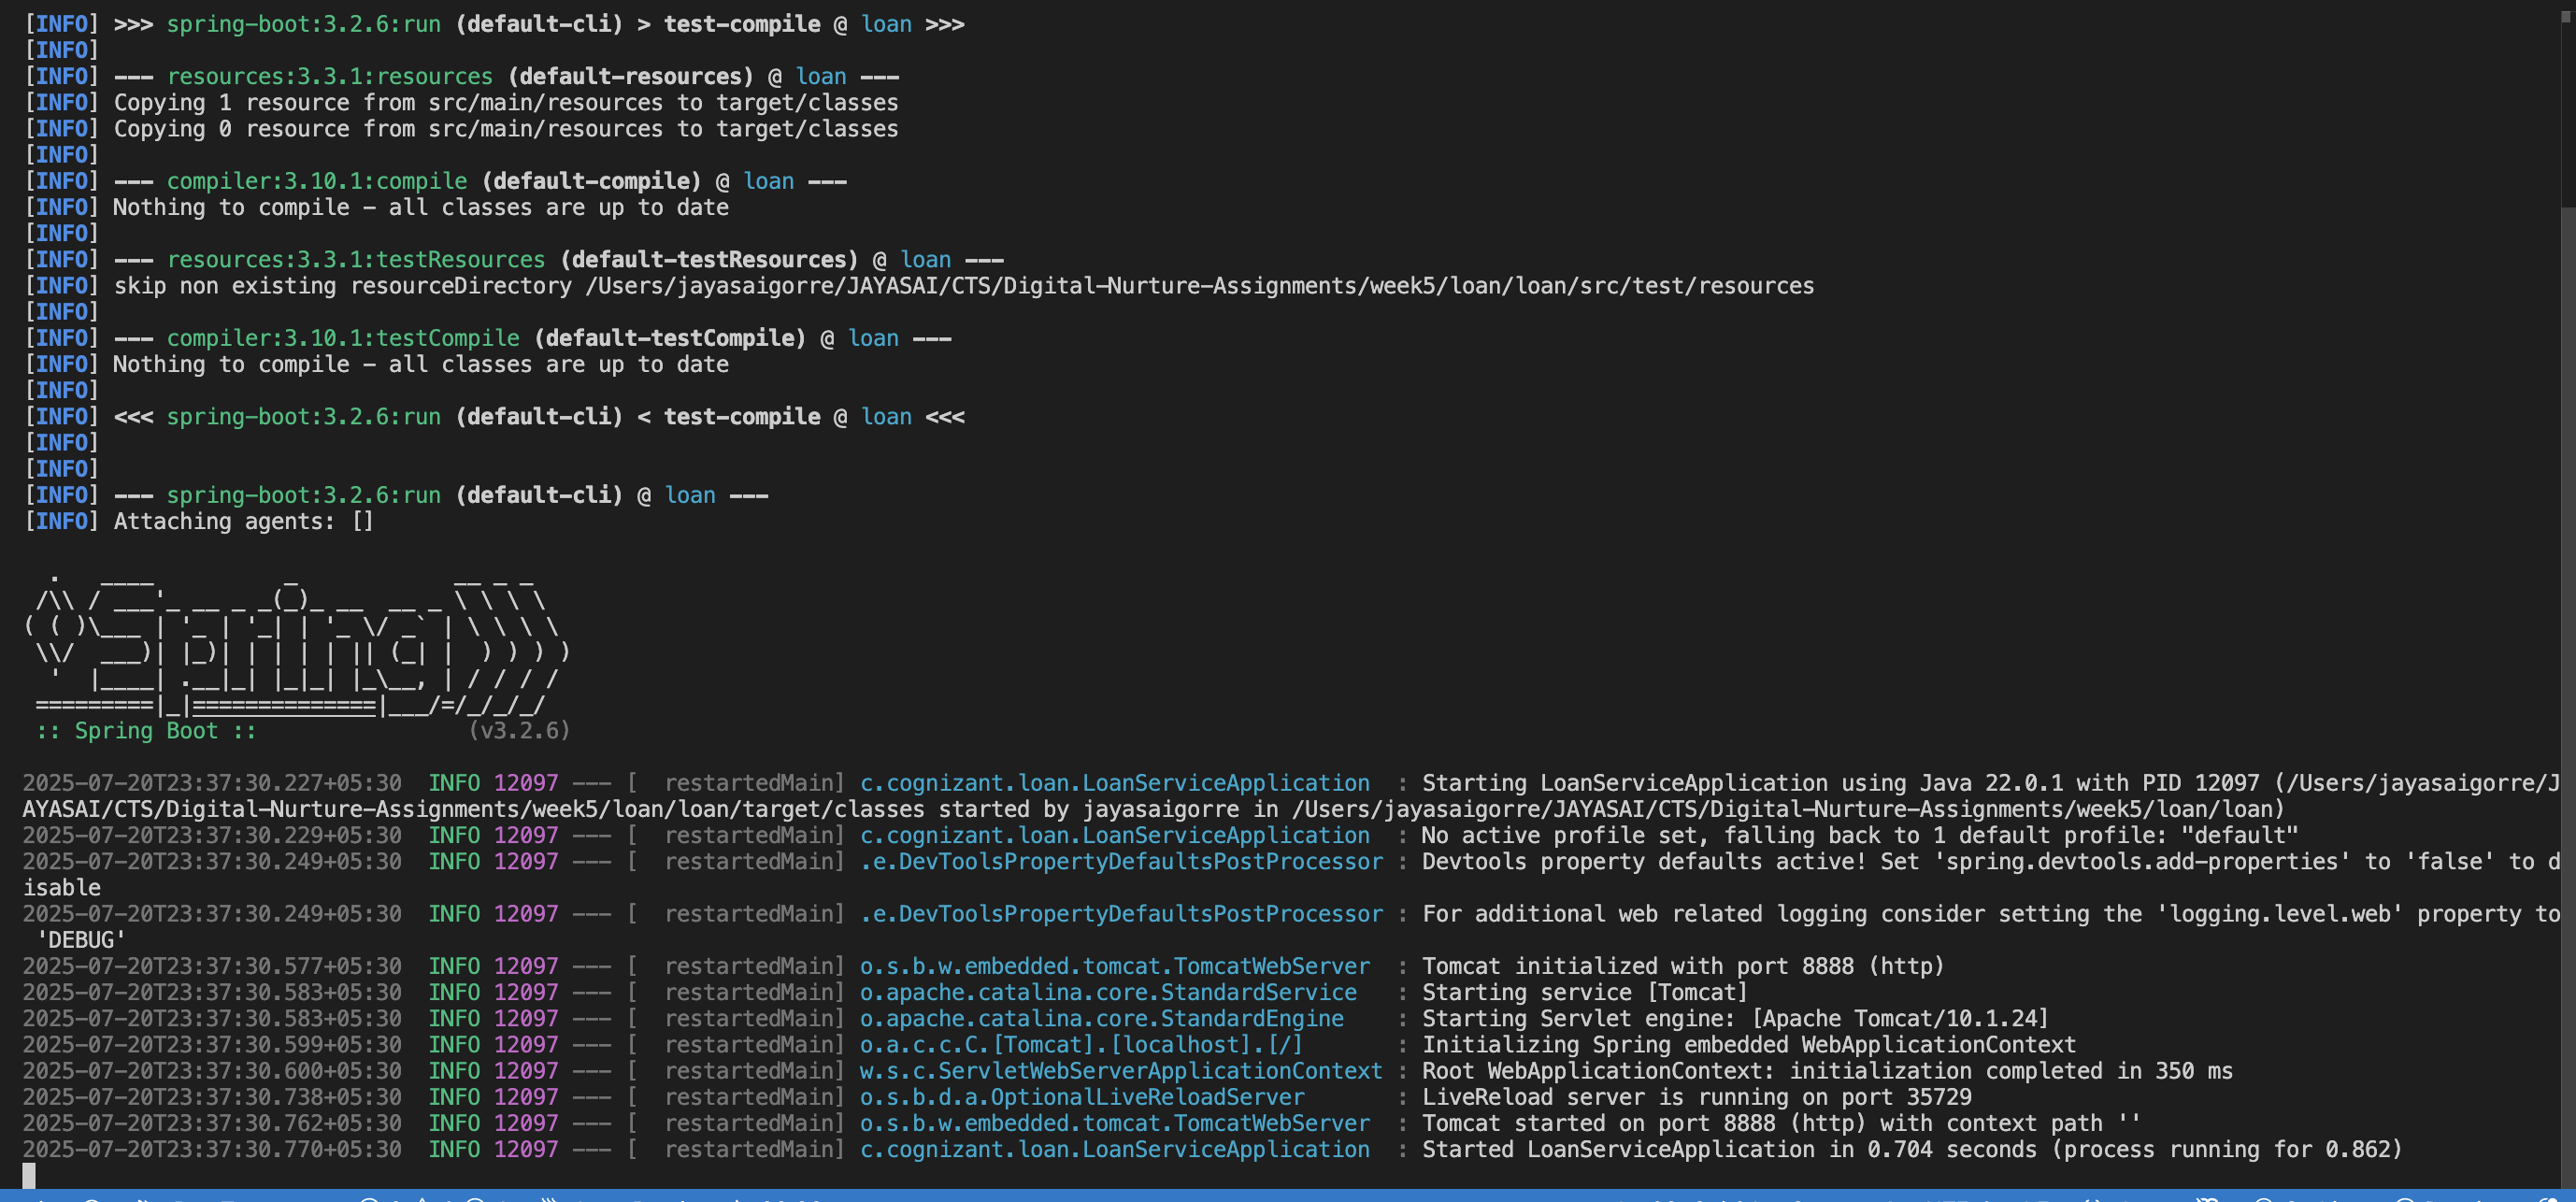 [INFO] >>> spring-boot:3.2.6:run (default-cli) > test-compile @ loan >>>
[INFO]
[INFO] --- resources:3.3.1:resources (default-resources) @ loan ---
[INFO] Copying 1 resource from src/main/resources to target/classes
[INFO] Copying 0 resource from src/main/resources to target/classes
[INFO]
[INFO] --- compiler:3.10.1:compile (default-compile) @ loan ---
[INFO] Nothing to compile - all classes are up to date
[INFO]
[INFO] --- resources:3.3.1:testResources (default-testResources) @ loan ---
[INFO] skip non existing resourceDirectory /Users/jayasaigorre/JAYASAI/CTS/Digital-Nurture-Assignments/week5/loan/loan/src/test/resources
[INFO]
[INFO] --- compiler:3.10.1:testCompile (default-testCompile) @ loan ---
[INFO] Nothing to compile - all classes are up to date
[INFO]
[INFO] <<< spring-boot:3.2.6:run (default-cli) < test-compile @ loan <<<
[INFO]
[INFO]
[INFO] --- spring-boot:3.2.6:run (default-cli) @ loan ---
[INFO] Attaching agents: []
Spring
:: Spring Boot :: (v3.2.6)
2025-07-20T23:37:30.227+05:30 INFO 12097 --- [ restartedMain] c.cognizant.loan.LoanServiceApplication : Starting LoanServiceApplication using Java 22.0.1 with PID 12097 (/Users/jayasaigorre/J
AYASAI/CTS/Digital-Nurture-Assignments/week5/loan/loan/target/classes started by jayasaigorre in /Users/jayasaigorre/JAYASAI/CTS/Digital-Nurture-Assignments/week5/loan/loan)
2025-07-20T23:37:30.229+05:30 INFO 12097 --- [ restartedMain] c.cognizant.loan.LoanServiceApplication : No active profile set, falling back to 1 default profile: "default"
2025-07-20T23:37:30.249+05:30 INFO 12097 --- [ restartedMain] .e.DevToolsPropertyDefaultsPostProcessor : Devtools property defaults active! Set 'spring.devtools.add-properties' to 'false' to d
isable
2025-07-20T23:37:30.249+05:30 INFO 12097 --- [ restartedMain] .e.DevToolsPropertyDefaultsPostProcessor : For additional web related logging consider setting the 'logging.level.web' property to
'DEBUG'
2025-07-20T23:37:30.577+05:30 INFO 12097 --- [ restartedMain] o.s.b.w.embedded.tomcat.TomcatWebServer : Tomcat initialized with port 8888 (http)
2025-07-20T23:37:30.583+05:30 INFO 12097 --- [ restartedMain] o.apache.catalina.core.StandardService : Starting service [Tomcat]
2025-07-20T23:37:30.583+05:30 INFO 12097 --- [ restartedMain] o.apache.catalina.core.StandardEngine : Starting Servlet engine: [Apache Tomcat/10.1.24]
2025-07-20T23:37:30.599+05:30 INFO 12097 --- [ restartedMain] o.a.c.c.C.[Tomcat].[localhost].[/] : Initializing Spring embedded WebApplicationContext
2025-07-20T23:37:30.600+05:30 INFO 12097 --- [ restartedMain] w.s.c.ServletWebServerApplicationContext : Root WebApplicationContext: initialization completed in 350 ms
2025-07-20T23:37:30.738+05:30 INFO 12097 --- [ restartedMain] o.s.b.d.a.OptionalLiveReloadServer : LiveReload server is running on port 35729
2025-07-20T23:37:30.762+05:30 INFO 12097 --- [ restartedMain] o.s.b.w.embedded.tomcat.TomcatWebServer : Tomcat started on port 8888 (http) with context path ''
2025-07-20T23:37:30.770+05:30 INFO 12097 --- [ restartedMain] c.cognizant.loan.LoanServiceApplication : Started LoanServiceApplication in 0.704 seconds (process running for 0.862)